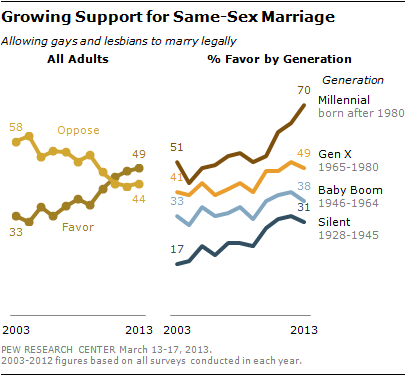 Growing Support for Same-Sex Marriage
Allowing gays and lesbians to marry legally
All Adults
58
Oppose
49
44
33
Favor
2003
2013
% Favor by Generation
Generation
70
Millennial
born after 1980
51
49
Gen X
1965-1980
41
38
Baby Boom
1946-1964
33
31
Silent
1928-1945
17
2003
2013
PEW RESEARCH CENTER March 13-17, 2013.
2003-2012 figures based on all surveys conducted in each year.